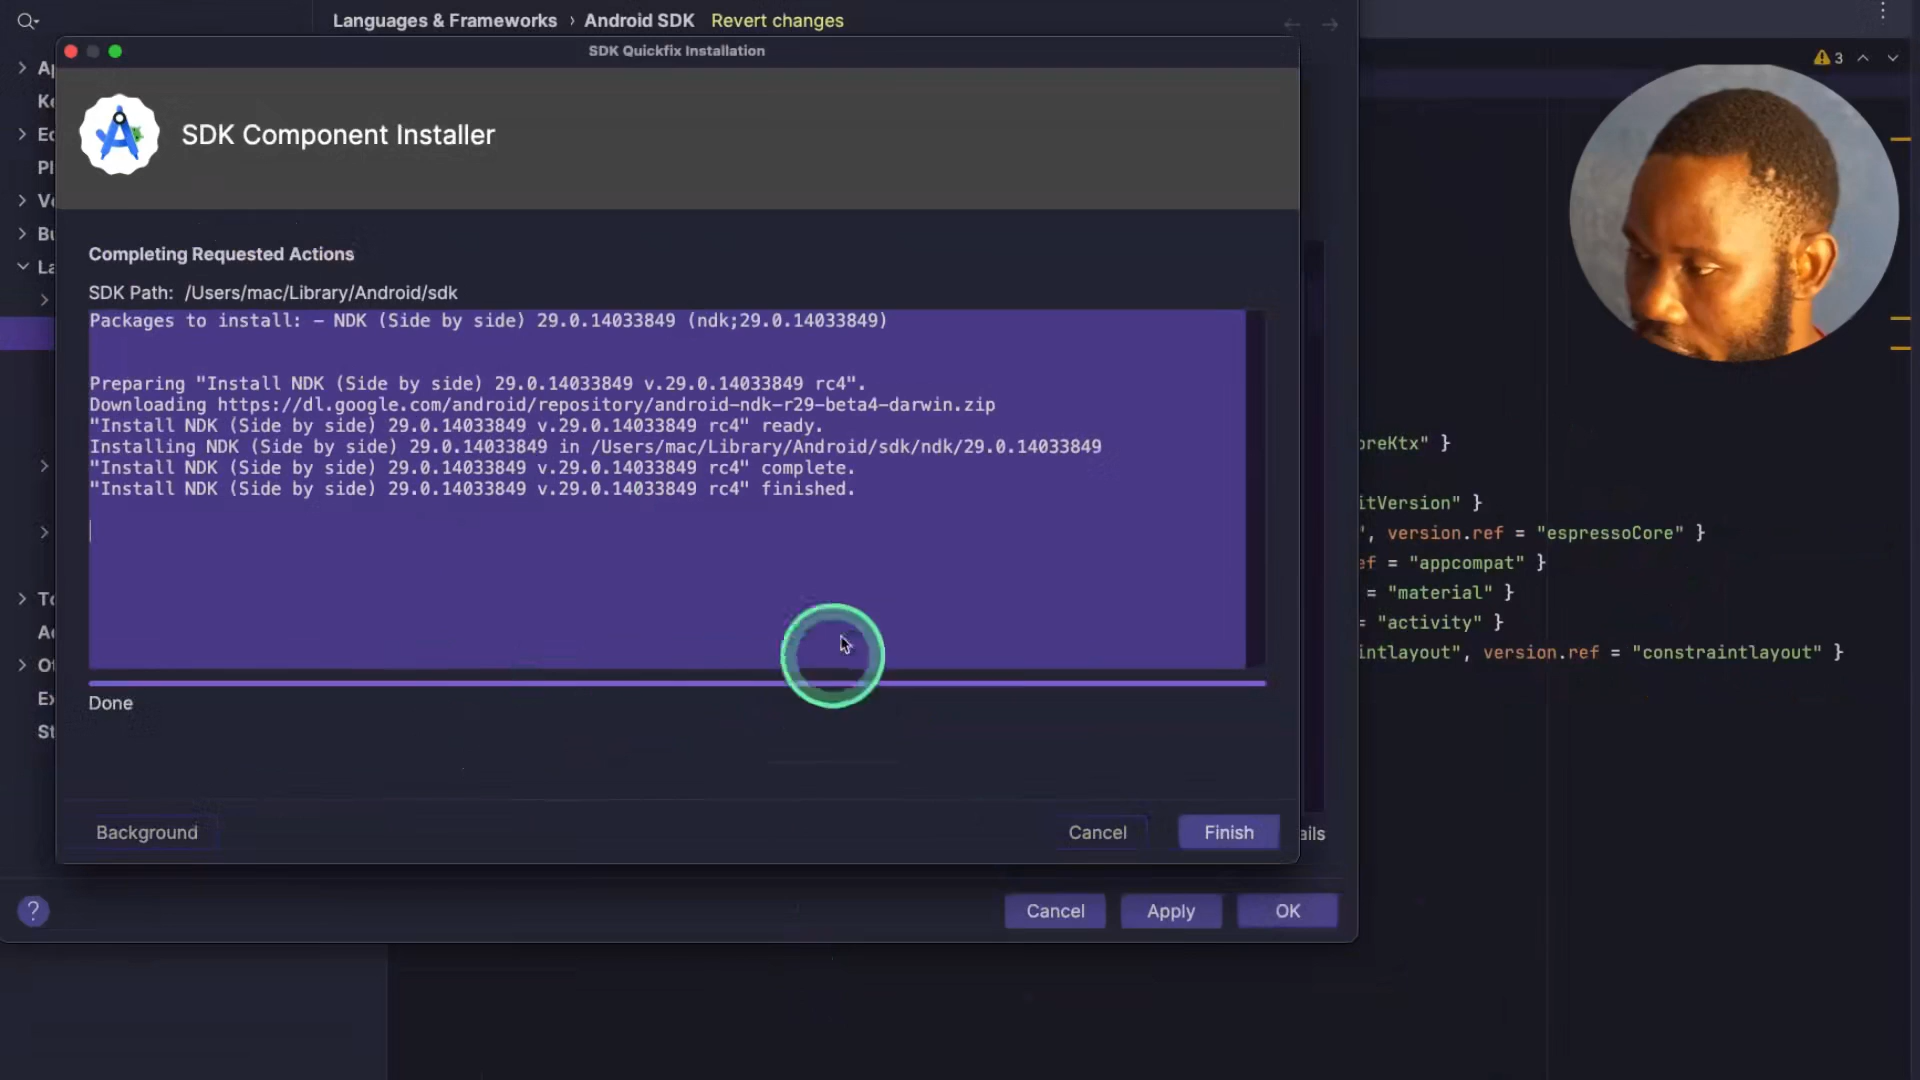 Languages & Frameworks › Android SDK Revert changes
SDK Quickfix Installation
3
SDK Component Installer
Completing Requested Actions
SDK Path: /Users/mac/Library/Android/sdk
Packages to install: - NDK (Side by side) 29.0.14033849 (ndk;29.0.14033849)
Preparing "Install NDK (Side by side) 29.0.14033849 v.29.0.14033849 rc4".
Downloading https://dl.google.com/android/repository/android-ndk-r29-beta4-darwin.zip
"Install NDK (Side by side) 29.0.14033849 v.29.0.14033849 rc4" ready.
Installing NDK (Side by side) 29.0.14033849 in /Users/mac/Library/Android/sdk/ndk/29.0.14033849
"Install NDK (Side by side) 29.0.14033849 v.29.0.14033849 rc4" complete.
"Install NDK (Side by side) 29.0.14033849 v.29.0.14033849 rc4" finished.
Done
Background
Cancel
Finish
ails
?
Cancel
Apply
OK
oreKtx" }
itVersion" }
", version.ref = "espressoCore" }
ef = "appcompat" }
= "material" }
= "activity" }
intlayout", version.ref = "constraintlayout" }